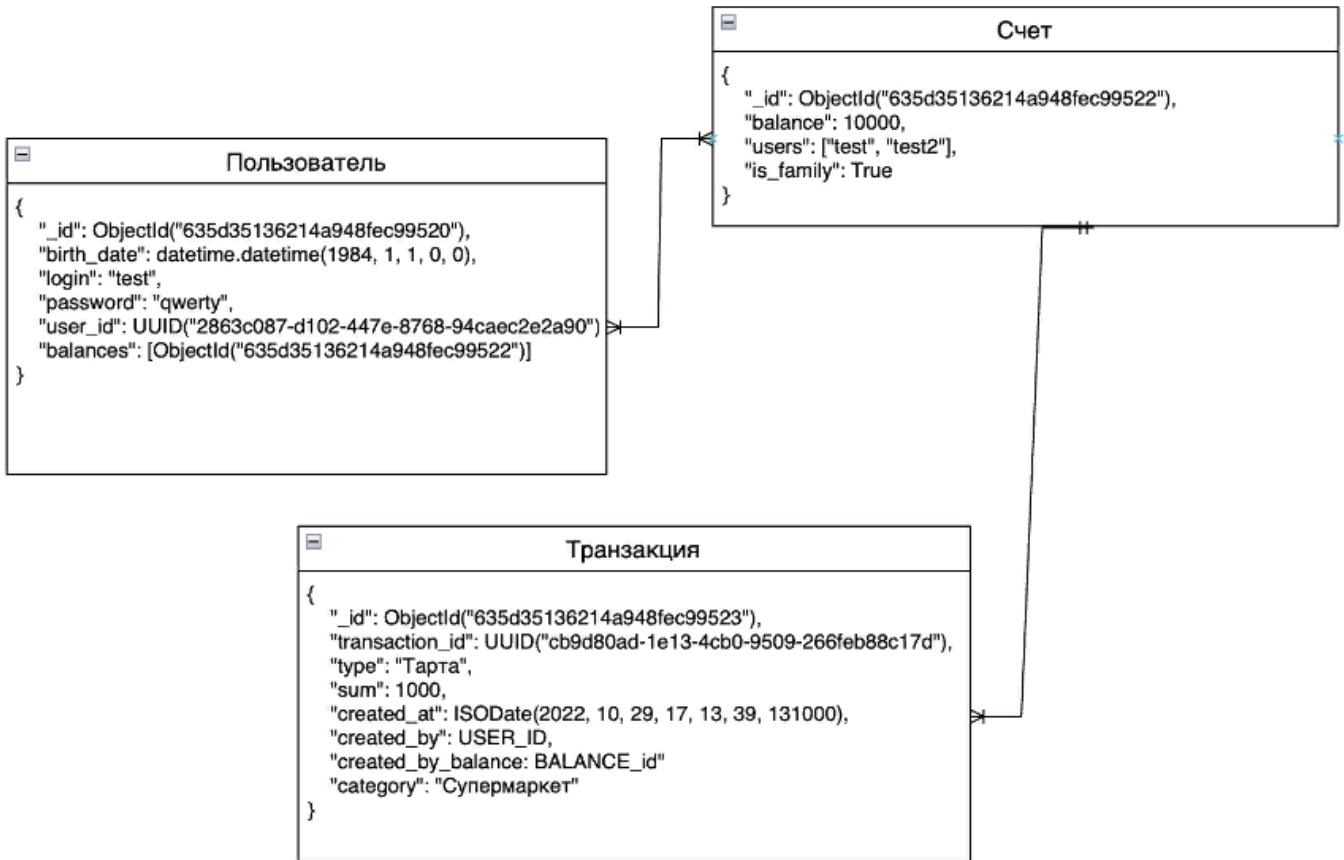 Счет
{
"_id": ObjectId("635d35136214a948fec99522"),
"balance": 10000,
"users": ["test", "test2"],
"is_family": True
}
Пользователь
{
"_id": ObjectId("635d35136214a948fec99520"),
"birth_date": datetime.datetime(1984, 1, 1, 0, 0),
"login": "test",
"password": "qwerty",
"user_id": UUID("2863c087-d102-447e-8768-94caec2e2a90")
"balances": [ObjectId("635d35136214a948fec99522")]
}
Транзакция
{
"_id": ObjectId("635d35136214a948fec99523"),
"transaction_id": UUID("cb9d80ad-1e13-4cb0-9509-266feb88c17d"),
"type": "Тарта",
"sum": 1000,
"created_at": ISODate(2022, 10, 29, 17, 13, 39, 131000),
"created_by": USER_ID,
"created_by_balance: BALANCE_id"
"category": "Супермаркет"
}